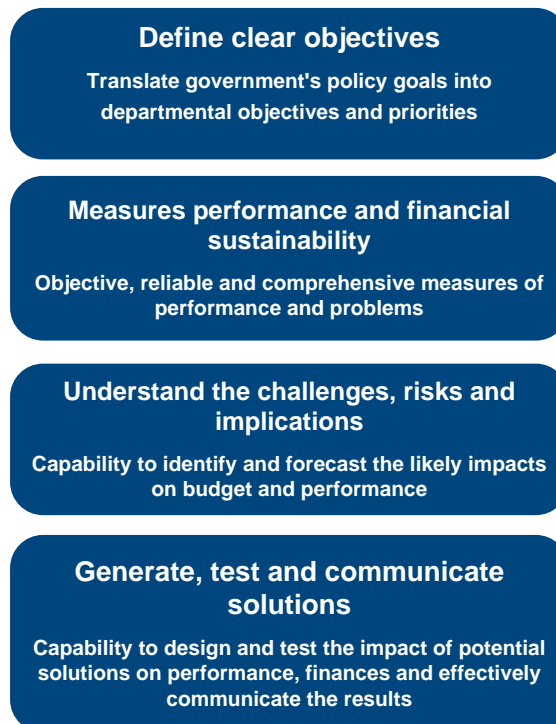 Define clear objectives
Translate government's policy goals into
departmental objectives and priorities
Measures performance and financial
sustainability
Objective, reliable and comprehensive measures of
performance and problems
Understand the challenges, risks and
implications
Capability to identify and forecast the likely impacts
on budget and performance
Generate, test and communicate
solutions
Capability to design and test the impact of potential
solutions on performance, finances and effectively
communicate the results